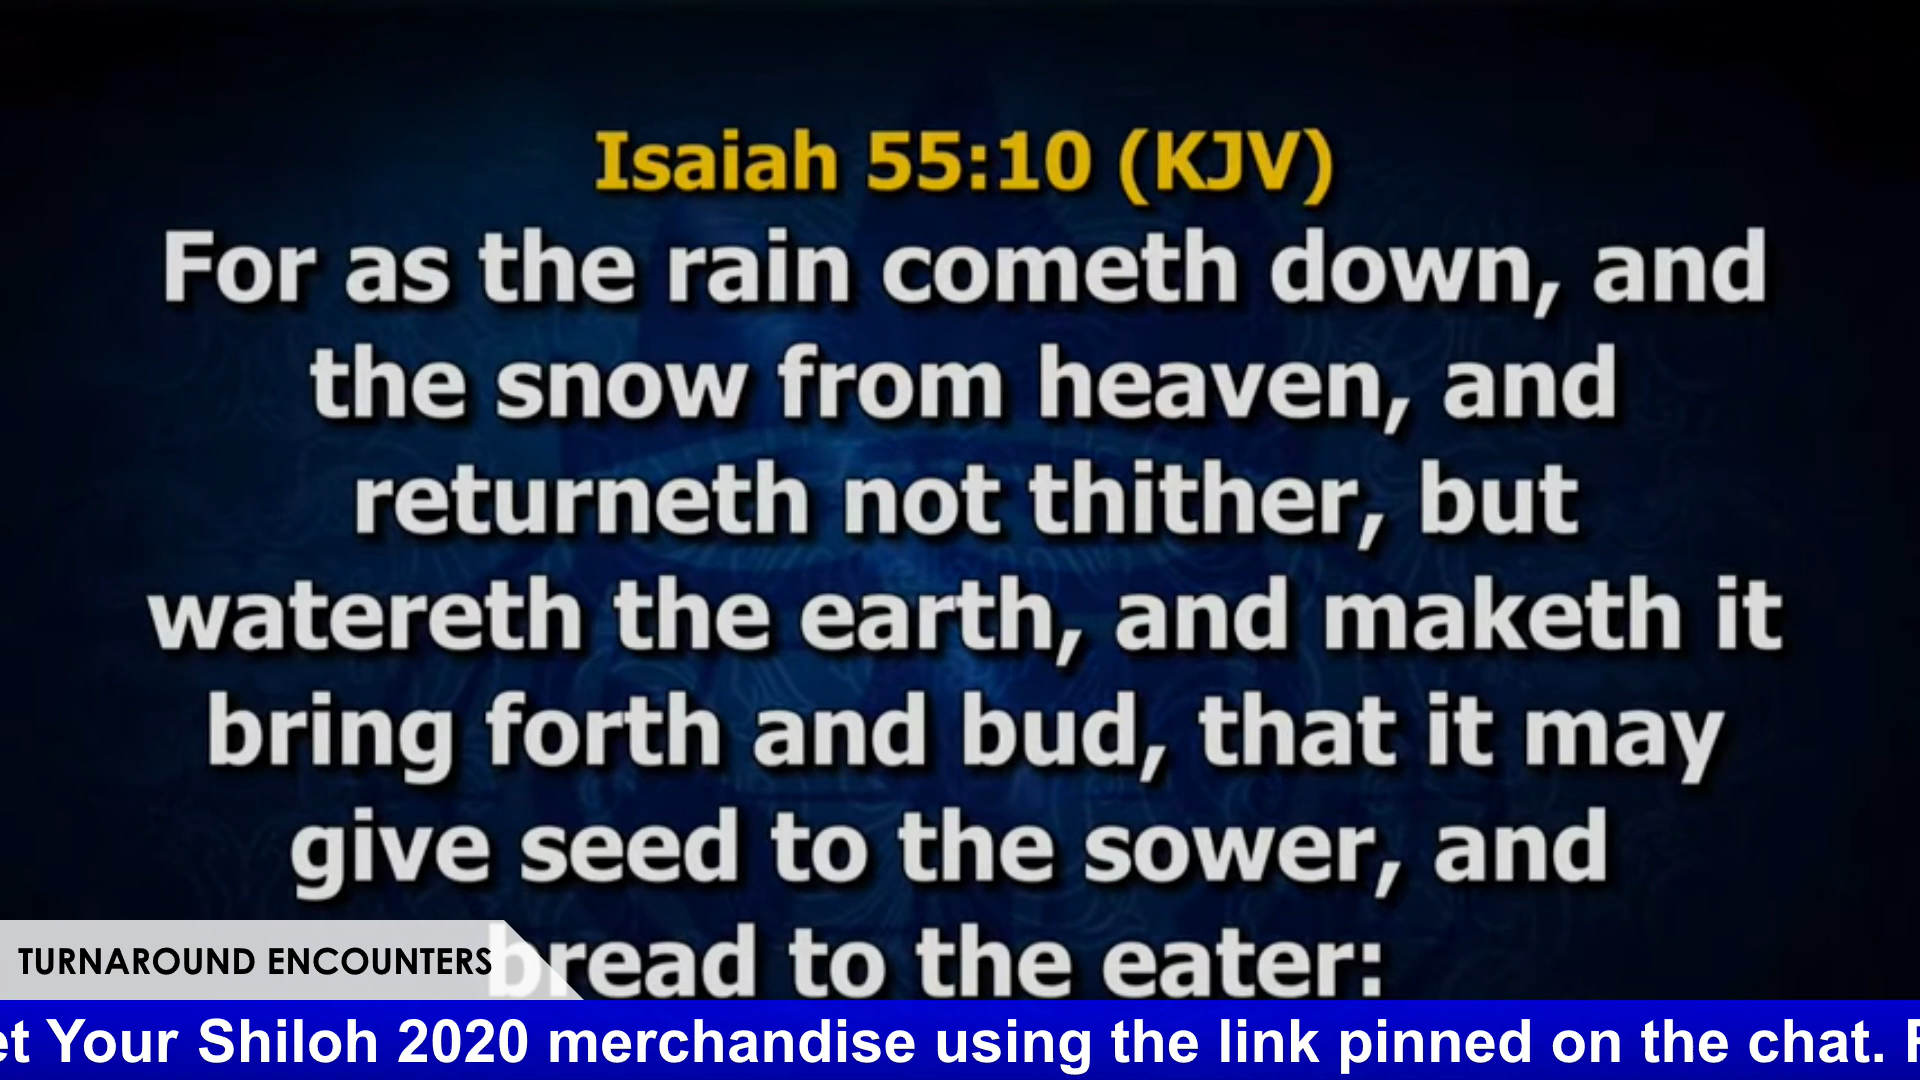 Isaiah 55:10 (KJV)
For as the rain cometh down, and
the snow from heaven, and
returneth not thither, but
watereth the earth, and maketh it
bring forth and bud, that it may
give seed to the sower, and
bread to the eater:
TURNAROUND ENCOUNTERS
et Your Shiloh 2020 merchandise using the link pinned on the chat.